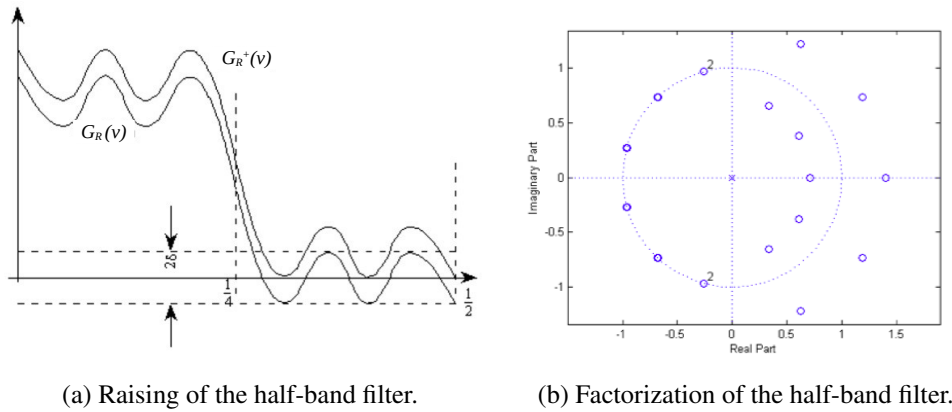 G_R^+(ν)
G_R(ν)
2δ
1/4
1/2
Imaginary Part
1
0.5
0
-0.5
-1
2
2
-1
-0.5
0
0.5
1
1.5
Real Part
(a) Raising of the half-band filter.
(b) Factorization of the half-band filter.